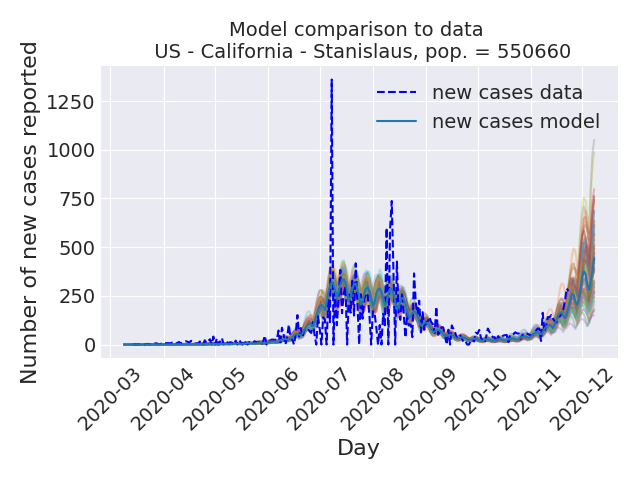 Model comparison to data
US - California - Stanislaus, pop. = 550660
Number of new cases reported
1250
1000
750
500
250
0
new cases data
new cases model
2020-03
2020-04
2020-05
2020-06
2020-07
2020-08
2020-09
2020-10
2020-11
2020-12
Day